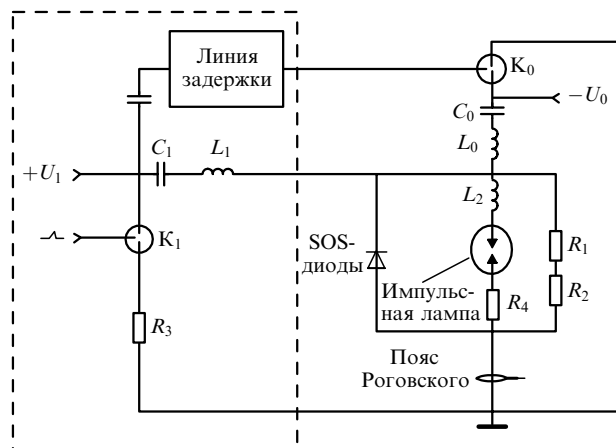 Линия
задержки
K₀
−U₀
C₀
L₀
C₁
L₁
+U₁
L₂
K₁
SOS-
диоды
R₁
R₂
Импульс-
ная лампа
R₄
R₃
Пояс
Роговского